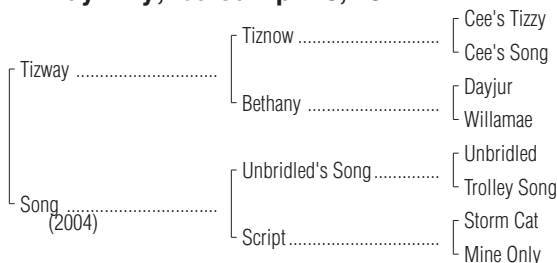 Cee's Tizzy
Tiznow ..................................
Cee's Song
Tizway ..................................
Dayjur
Bethany ................................
Willamae
Unbridled
Unbridled's Song...............
Trolley Song
Song ....................................
(2004)
Storm Cat
Script.....................................
Mine Only